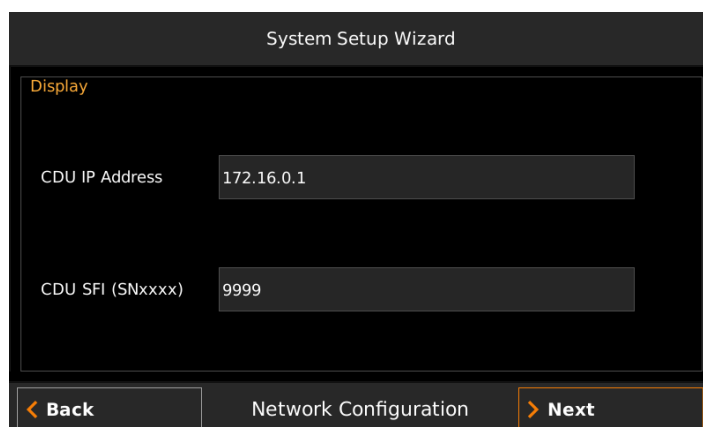 System Setup Wizard
Display
CDU IP Address
172.16.0.1
CDU SFI (SNxxxx)
9999
Back
Network Configuration
Next